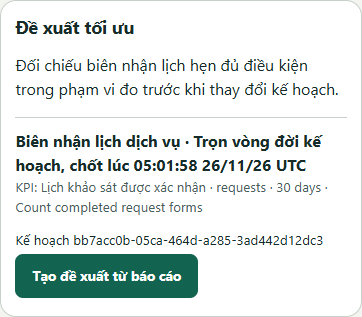 Đề xuất tối ưu
Đối chiếu biên nhận lịch hẹn đủ điều kiện
trong phạm vi đo trước khi thay đổi kế hoạch.
Biên nhận lịch dịch vụ · Trọn vòng đời kế
hoạch, chốt lúc 05:01:58 26/11/26 UTC
KPI: Lịch khảo sát được xác nhận · requests · 30 days ·
Count completed request forms
Kế hoạch bb7acc0b-05ca-464d-a285-3ad442d12dc3
Tạo đề xuất từ báo cáo